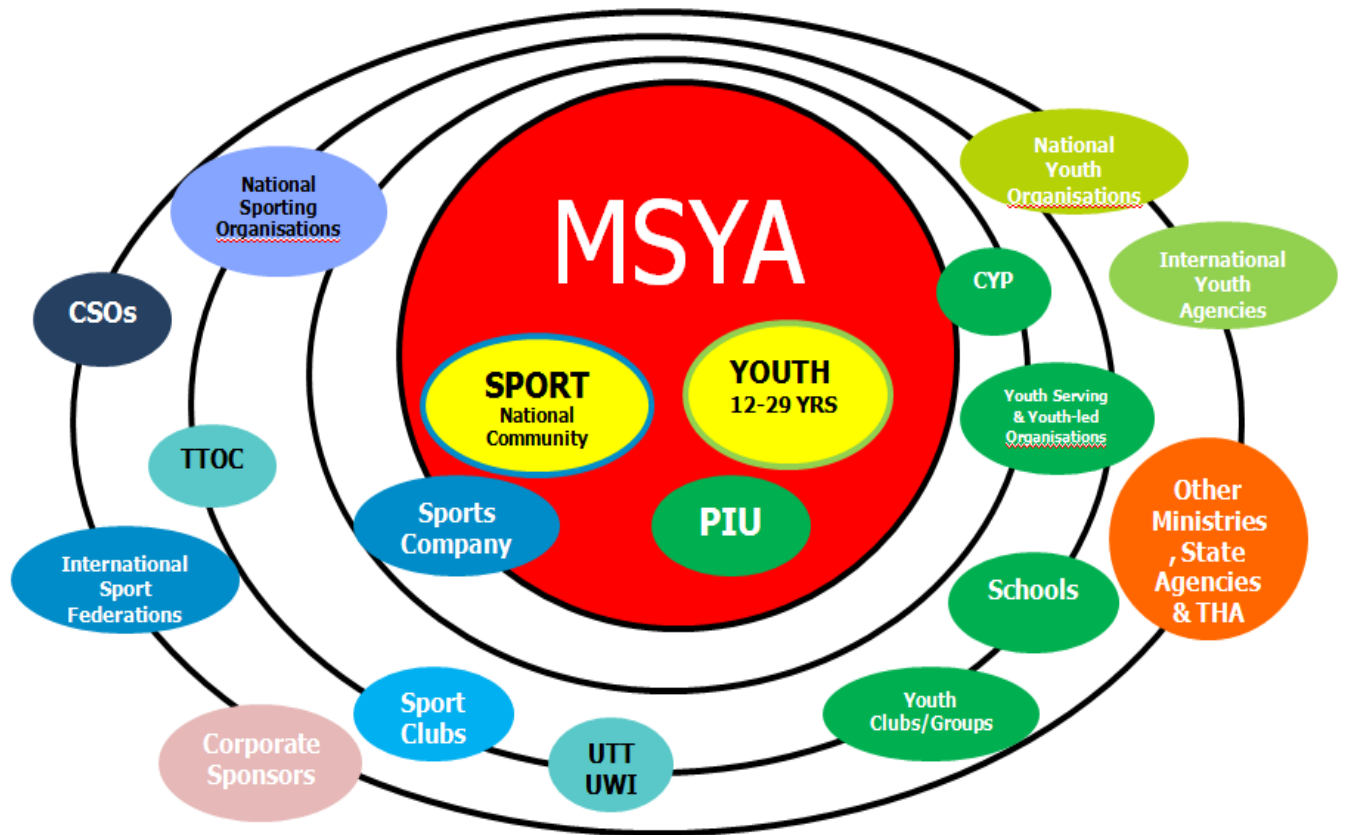 MSYA
SPORT
National
Community
YOUTH
12-29 YRS
Sports
Company
PIU
National
Sporting
Organisations
CSOs
TTOC
International
Sport
Federations
Corporate
Sponsors
Sport
Clubs
UTT
UWI
Youth
Clubs/Groups
Schools
Youth Serving
& Youth-led
Organisations
CYP
National
Youth
Organisations
International
Youth
Agencies
Other
Ministries
, State
Agencies
& THA